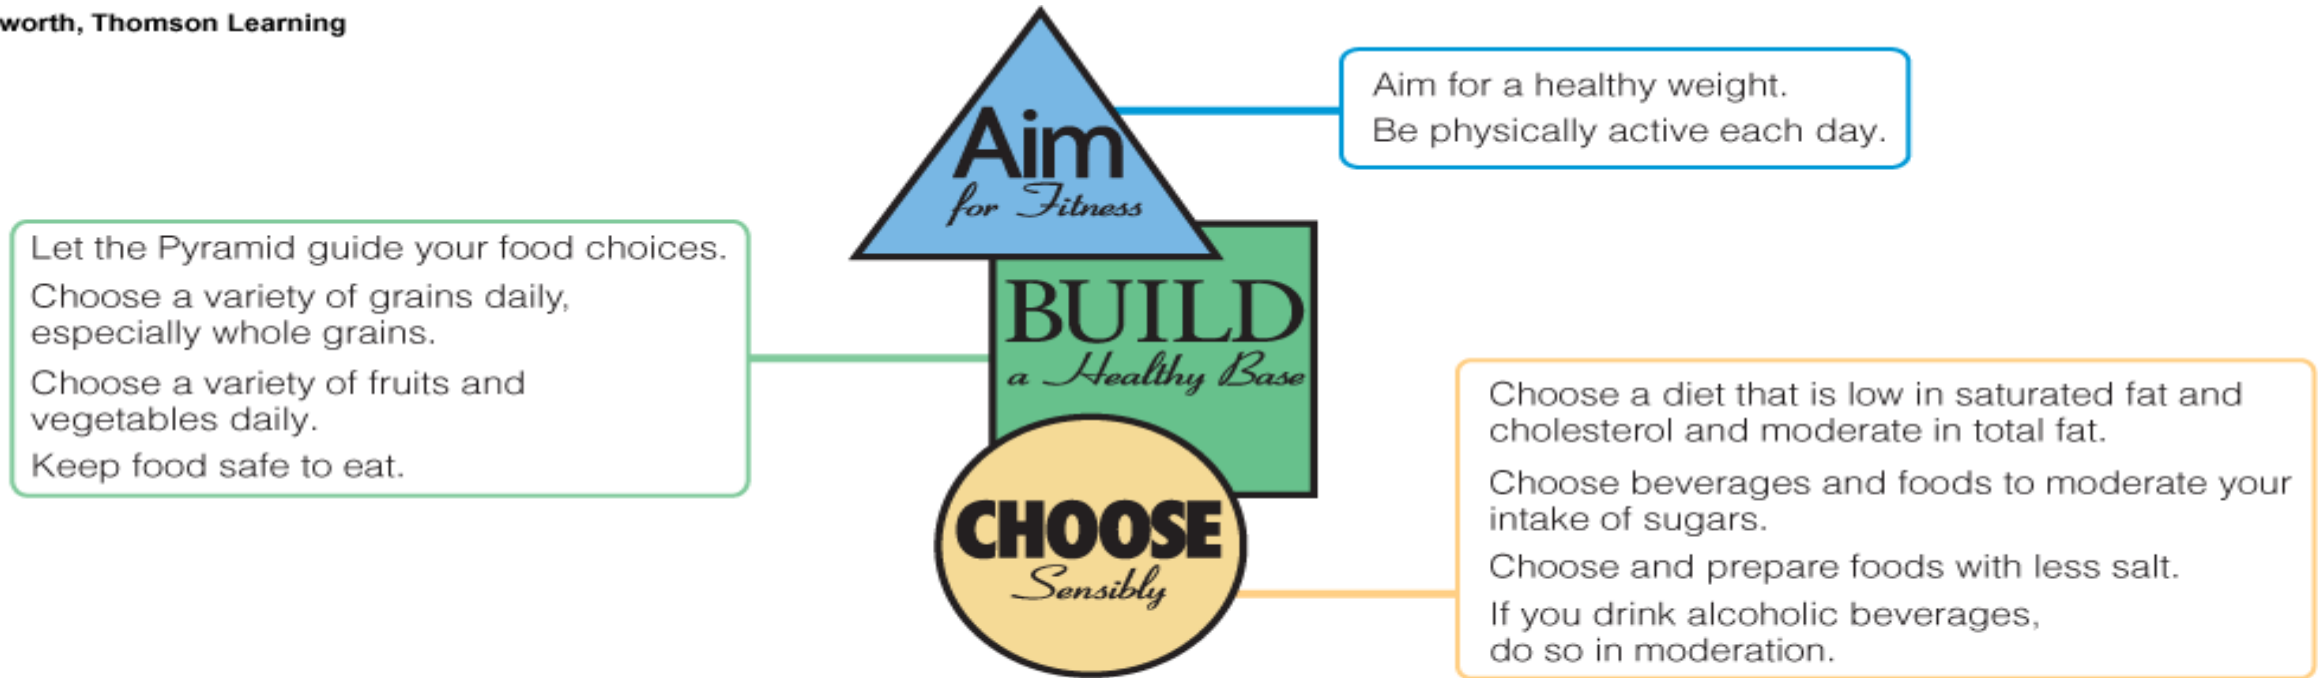 worth, Thomson Learning
Aim
for Fitness
Aim for a healthy weight.
Be physically active each day.
BUILD
a Healthy Base
Let the Pyramid guide your food choices.
Choose a variety of grains daily,
especially whole grains.
Choose a variety of fruits and
vegetables daily.
Keep food safe to eat.
CHOOSE
Sensibly
Choose a diet that is low in saturated fat and
cholesterol and moderate in total fat.
Choose beverages and foods to moderate your
intake of sugars.
Choose and prepare foods with less salt.
If you drink alcoholic beverages,
do so in moderation.